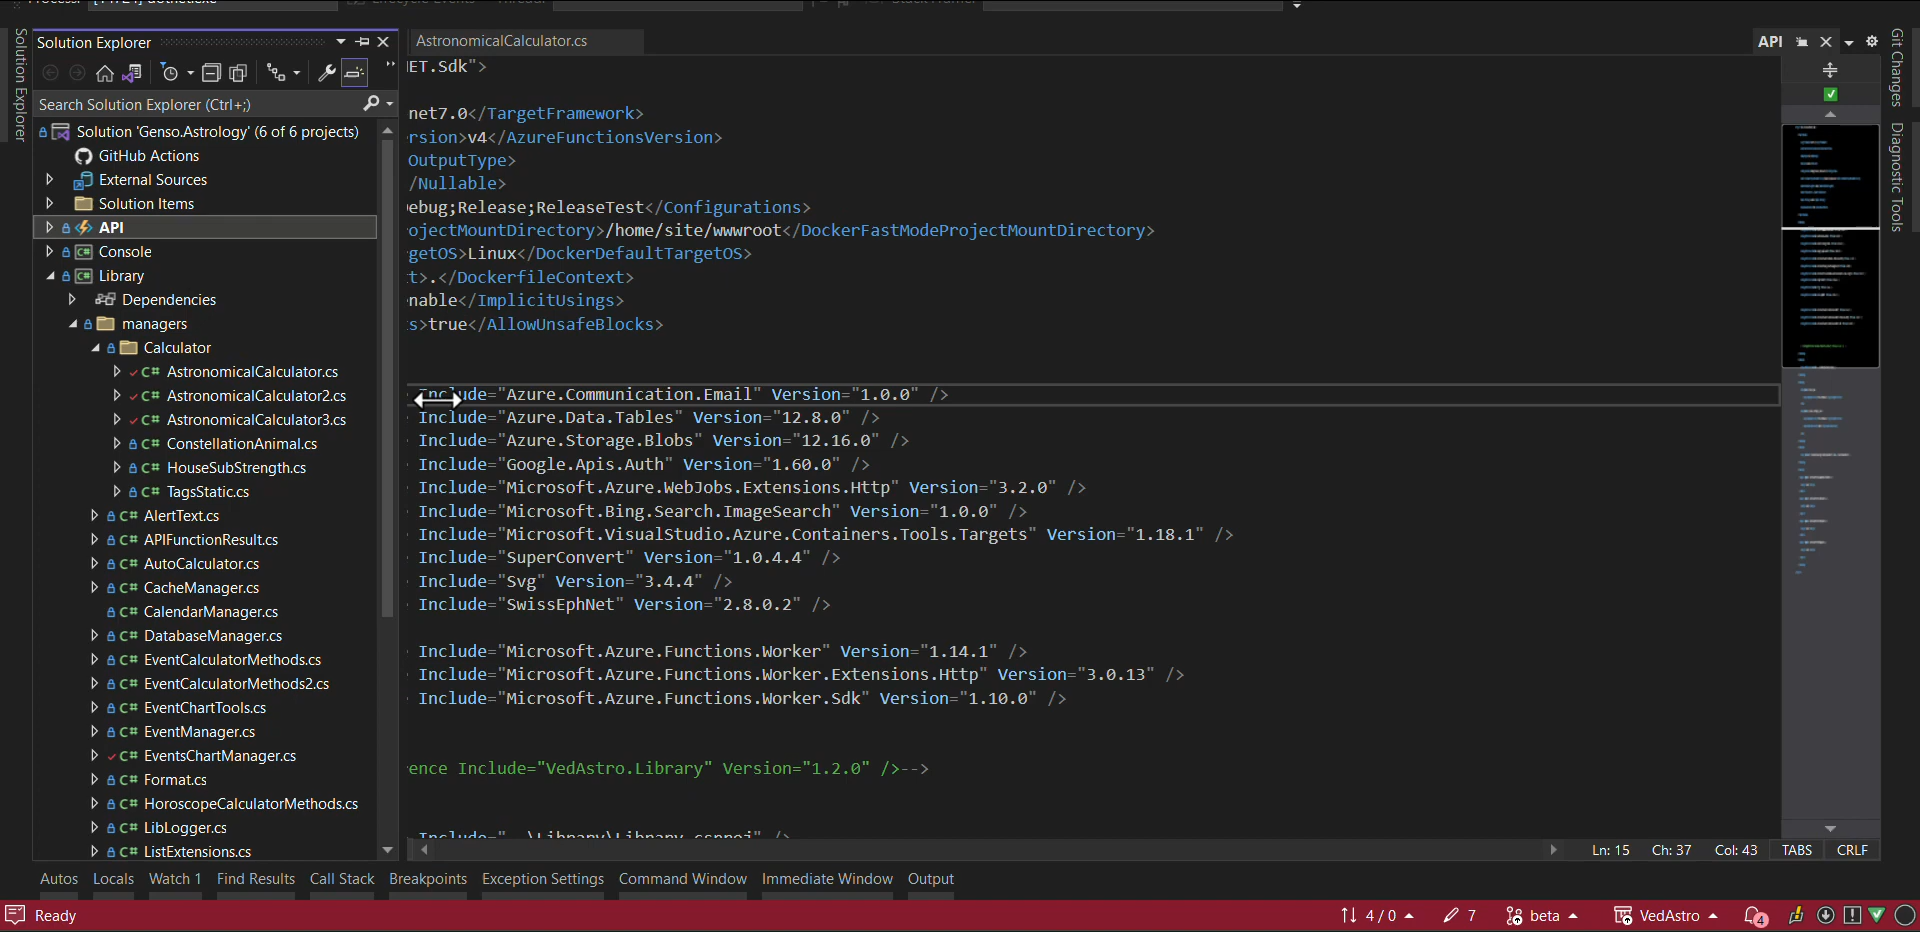 Solution Explorer
AstronomicalCalculator.cs
API
Search Solution Explorer (Ctrl+;)
Solution 'Genso.Astrology' (6 of 6 projects)
GitHub Actions
External Sources
Solution Items
API
Console
Library
Dependencies
managers
Calculator
AstronomicalCalculator.cs
AstronomicalCalculator2.cs
AstronomicalCalculator3.cs
ConstellationAnimal.cs
HouseSubStrength.cs
TagsStatic.cs
AlertText.cs
APIFunctionResult.cs
AutoCalculator.cs
CacheManager.cs
CalendarManager.cs
DatabaseManager.cs
EventCalculatorMethods.cs
EventCalculatorMethods2.cs
EventChartTools.cs
EventManager.cs
EventsChartManager.cs
Format.cs
HoroscopeCalculatorMethods.cs
LibLogger.cs
ListExtensions.cs
Solution Explorer
ET.Sdk">
net7.0</TargetFramework>
rsion>v4</AzureFunctionsVersion>
OutputType>
/Nullable>
ebug;Release;ReleaseTest</Configurations>
ojectMountDirectory>/home/site/wwwroot</DockerFastModeProjectMountDirectory>
getOS>Linux</DockerDefaultTargetOS>
t>.</DockerfileContext>
nable</ImplicitUsings>
s>true</AllowUnsafeBlocks>
Include="Azure.Communication.Email" Version="1.0.0" />
Include="Azure.Data.Tables" Version="12.8.0" />
Include="Azure.Storage.Blobs" Version="12.16.0" />
Include="Google.Apis.Auth" Version="1.60.0" />
Include="Microsoft.Azure.WebJobs.Extensions.Http" Version="3.2.0" />
Include="Microsoft.Bing.Search.ImageSearch" Version="1.0.0" />
Include="Microsoft.VisualStudio.Azure.Containers.Tools.Targets" Version="1.18.1" />
Include="SuperConvert" Version="1.0.4.4" />
Include="Svg" Version="3.4.4" />
Include="SwissEphNet" Version="2.8.0.2" />
Include="Microsoft.Azure.Functions.Worker" Version="1.14.1" />
Include="Microsoft.Azure.Functions.Worker.Extensions.Http" Version="3.0.13" />
Include="Microsoft.Azure.Functions.Worker.Sdk" Version="1.10.0" />
ence Include="VedAstro.Library" Version="1.2.0" />-->
Include="..\Library\Library.csproj" />
Git Changes
Diagnostic Tools
Ln: 15 Ch: 37 Col: 43 TABS CRLF
Autos Locals Watch 1 Find Results Call Stack Breakpoints Exception Settings Command Window Immediate Window Output
Ready 4 / 0 7 beta VedAstro 4